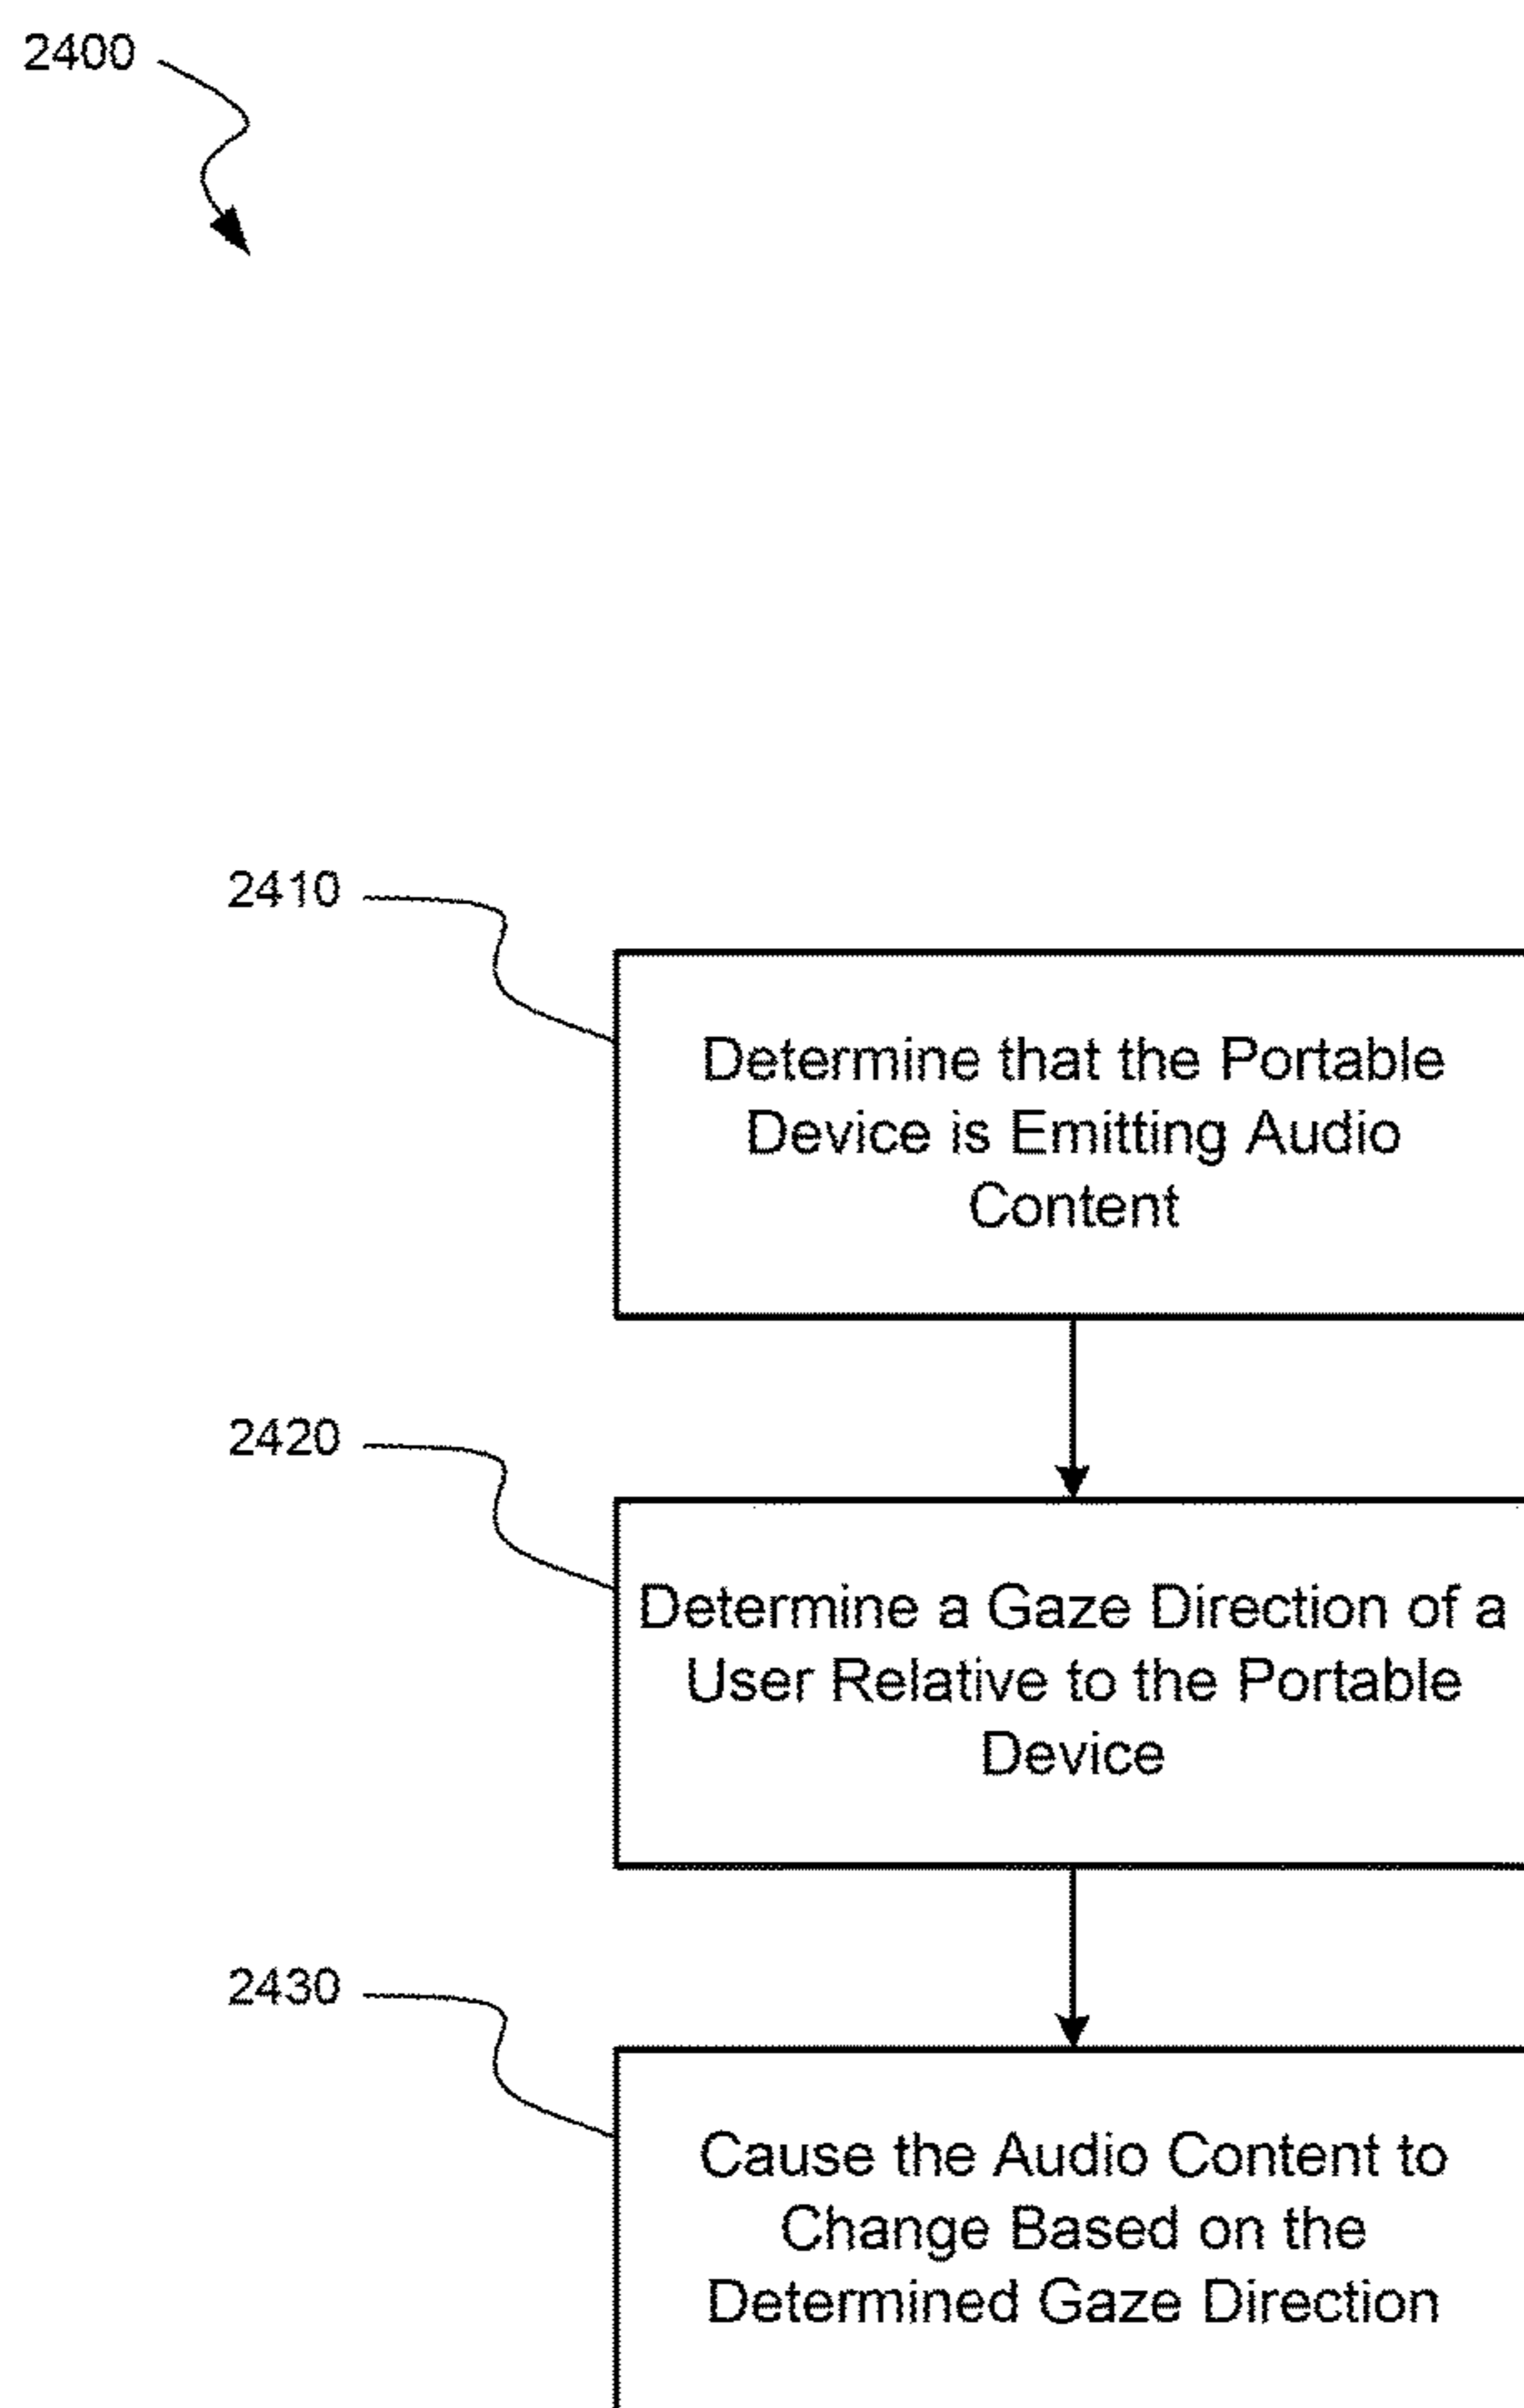 2400
2410
Determine that the Portable
Device is Emitting Audio
Content
2420
Determine a Gaze Direction of a
User Relative to the Portable
Device
2430
Cause the Audio Content to
Change Based on the
Determined Gaze Direction